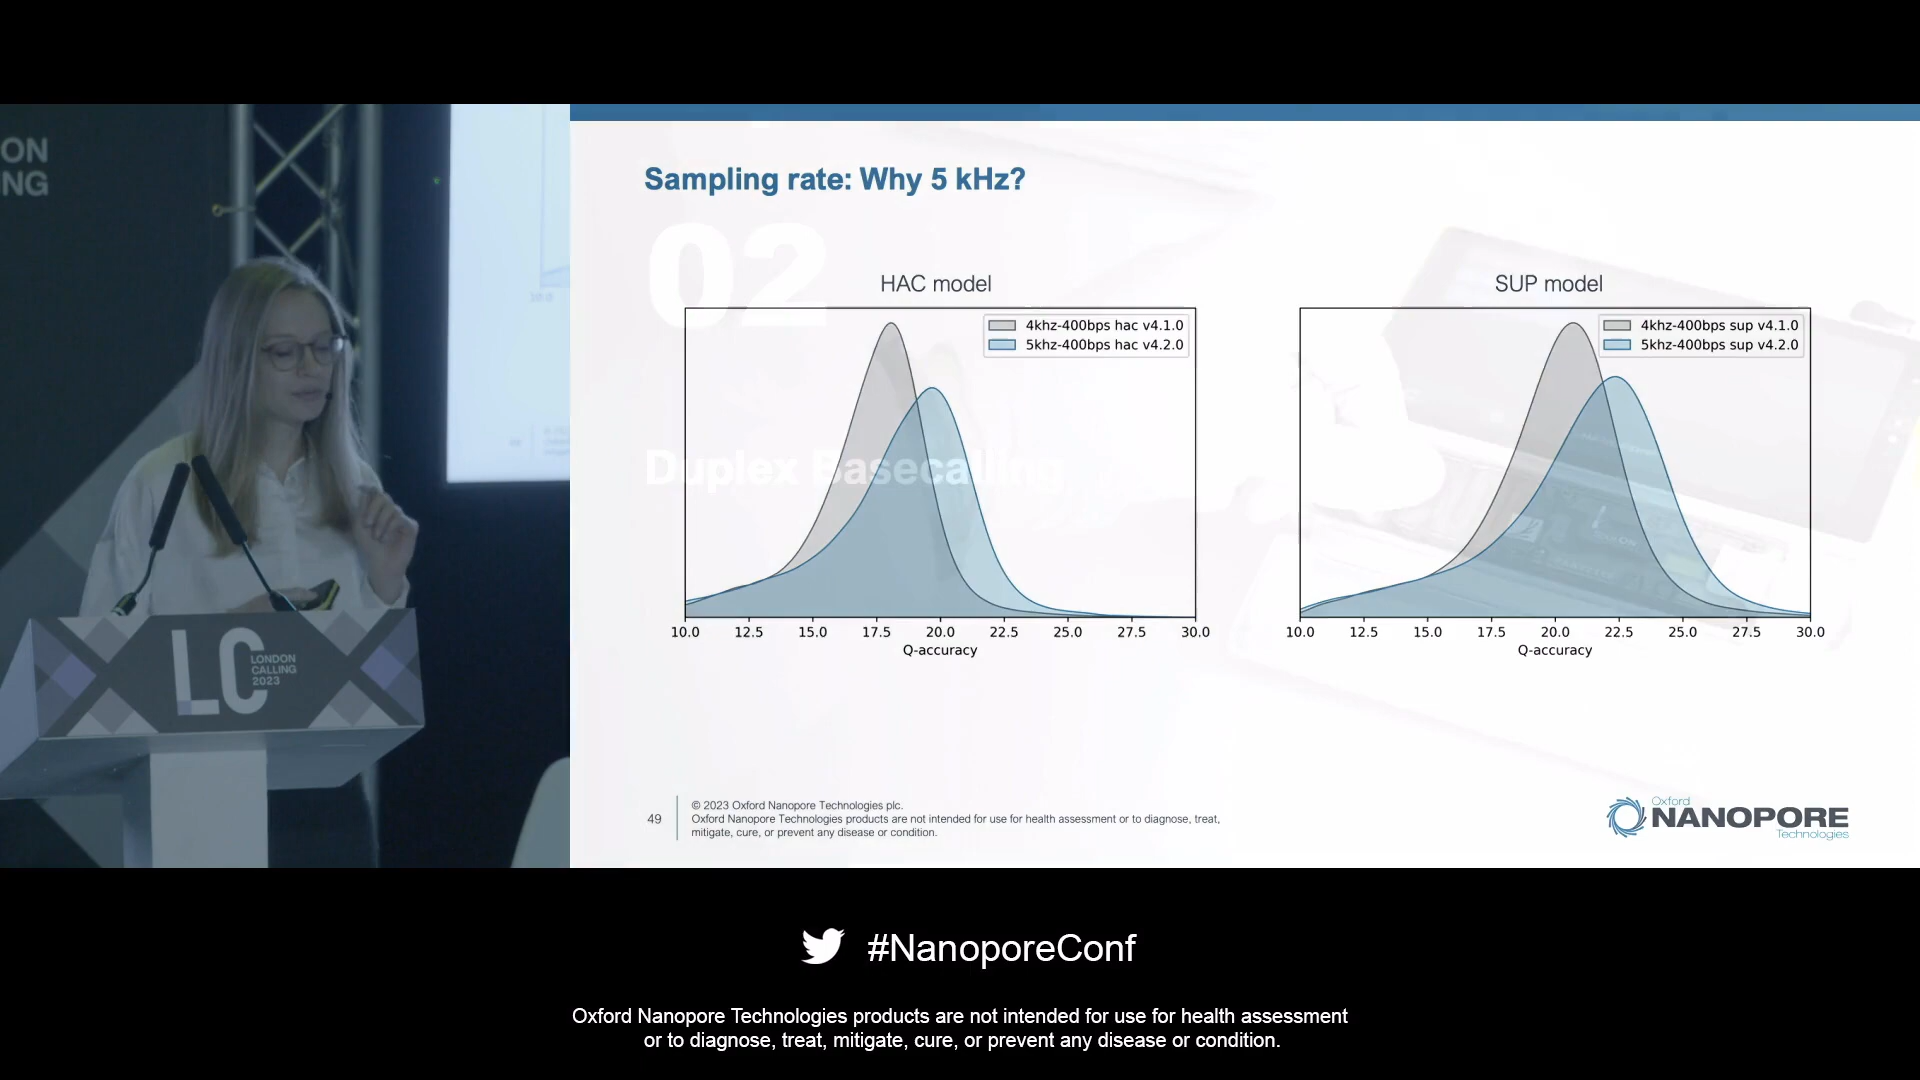 ON
NG
LC
LONDON
CALLING
2023
Sampling rate: Why 5 kHz?
02
Duplex Basecalling
HAC model
4khz-400bps hac v4.1.0
5khz-400bps hac v4.2.0
10.0 12.5 15.0 17.5 20.0 22.5 25.0 27.5 30.0
Q-accuracy
SUP model
4khz-400bps sup v4.1.0
5khz-400bps sup v4.2.0
10.0 12.5 15.0 17.5 20.0 22.5 25.0 27.5 30.0
Q-accuracy
49
© 2023 Oxford Nanopore Technologies plc.
Oxford Nanopore Technologies products are not intended for use for health assessment or to diagnose, treat,
mitigate, cure, or prevent any disease or condition.
Oxford
NANOPORE
Technologies
#NanoporeConf
Oxford Nanopore Technologies products are not intended for use for health assessment
or to diagnose, treat, mitigate, cure, or prevent any disease or condition.